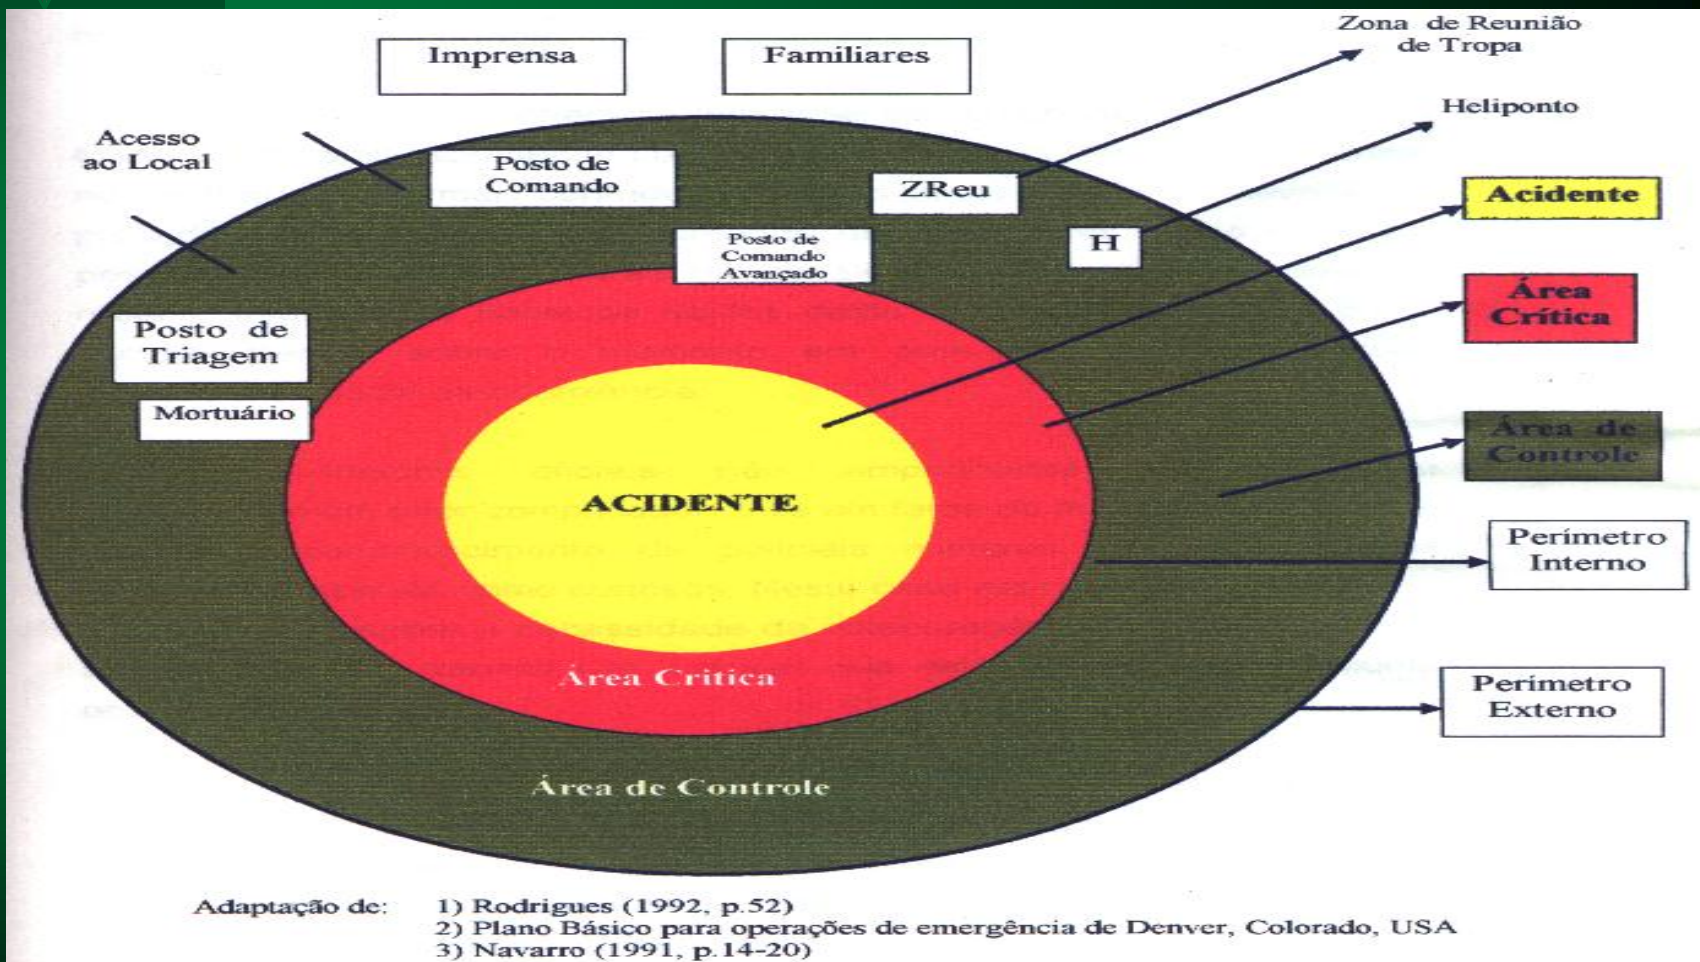 Imprensa
Familiares
Zona de Reunião
de Tropa
Heliponto
Acesso
ao Local
Posto de
Comando
ZReu
Acidente
Posto de
Comando
Avançado
H
Área
Crítica
Posto de
Triagem
Mortuário
Área de
Controle
ACIDENTE
Perímetro
Interno
Área Critica
Perímetro
Externo
Área de Controle
Adaptação de: 1) Rodrigues (1992, p.52)
2) Plano Básico para operações de emergência de Denver, Colorado, USA
3) Navarro (1991, p.14-20)